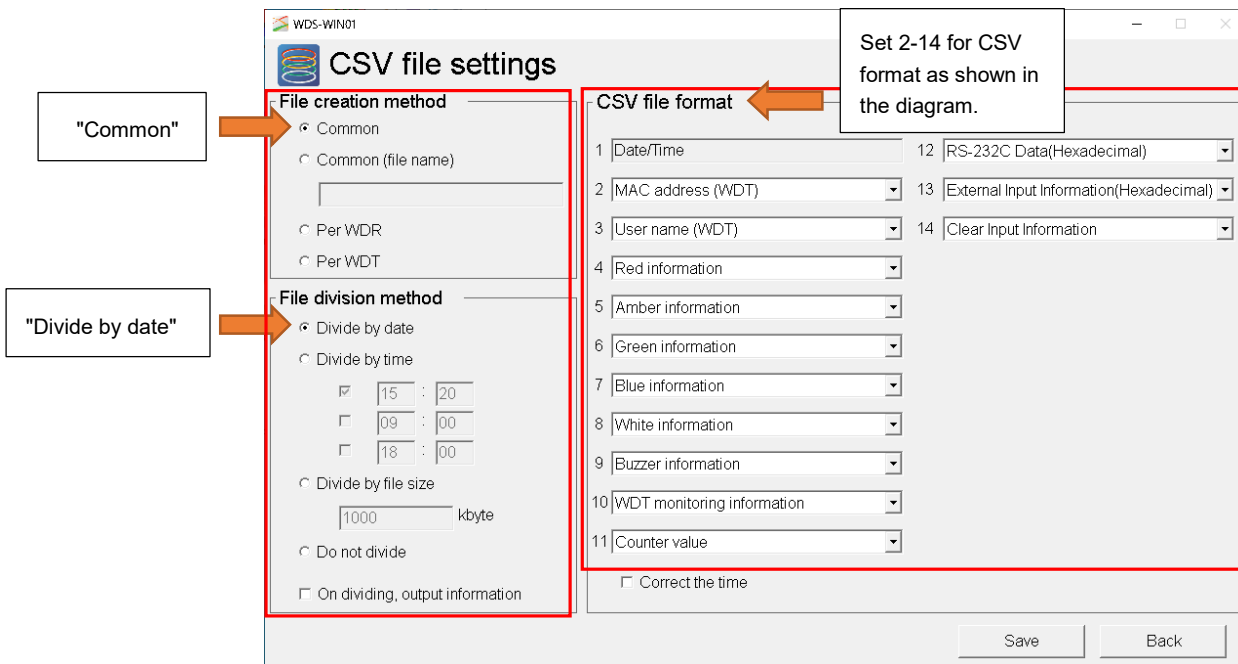 WDS-WIN01
CSV file settings
Set 2-14 for CSV
format as shown in
the diagram.
"Common"
"Divide by date"
File creation method
Common
Common (file name)
Per WDR
Per WDT
File division method
Divide by date
Divide by time
15 : 20
09 : 00
18 : 00
Divide by file size
1000 kbyte
Do not divide
On dividing, output information
CSV file format
1 Date/Time
2 MAC address (WDT)
3 User name (WDT)
4 Red information
5 Amber information
6 Green information
7 Blue information
8 White information
9 Buzzer information
10 WDT monitoring information
11 Counter value
12 RS-232C Data(Hexadecimal)
13 External Input Information(Hexadecimal)
14 Clear Input Information
Correct the time
Save
Back